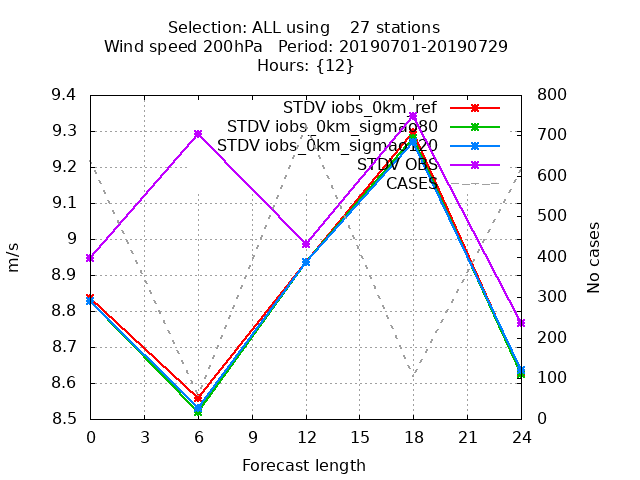 Selection: ALL using    27 stations
Wind speed 200hPa   Period: 20190701-20190729
Hours: {12}
STDV iobs_0km_ref
STDV iobs_0km_sigmao80
STDV iobs_0km_sigmao120
STDV OBS
CASES
m/s
9.4
9.3
9.2
9.1
9
8.9
8.8
8.7
8.6
8.5
800
700
600
500
400
300
200
100
0
No cases
0 3 6 9 12 15 18 21 24
Forecast length